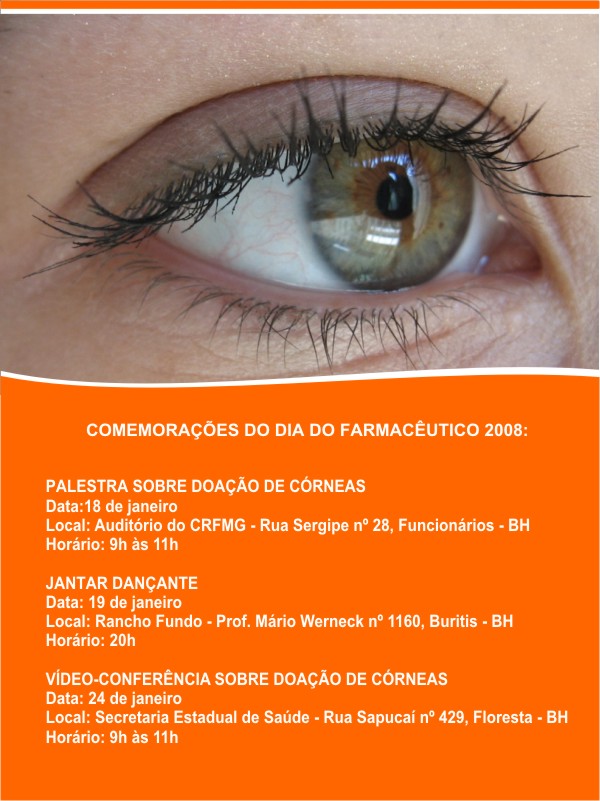 COMEMORAÇÕES DO DIA DO FARMACÊUTICO 2008:
PALESTRA SOBRE DOAÇÃO DE CÓRNEAS
Data:18 de janeiro
Local: Auditório do CRFMG - Rua Sergipe nº 28, Funcionários - BH
Horário: 9h às 11h
JANTAR DANÇANTE
Data: 19 de janeiro
Local: Rancho Fundo - Prof. Mário Werneck nº 1160, Buritis - BH
Horário: 20h
VÍDEO-CONFERÊNCIA SOBRE DOAÇÃO DE CÓRNEAS
Data: 24 de janeiro
Local: Secretaria Estadual de Saúde - Rua Sapucaí nº 429, Floresta - BH
Horário: 9h às 11h